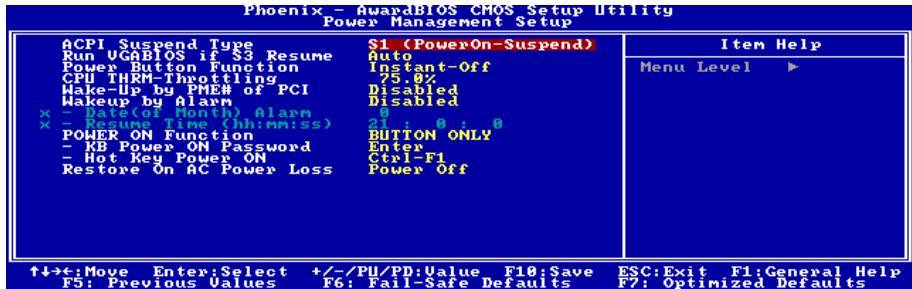 Phoenix - AwardBIOS CMOS Setup Utility
Power Management Setup
ACPI Suspend Type S1 (PowerOn-Suspend)
Run VGABIOS if S3 Resume Auto
Power Button Function Instant-Off
CPU THRM-Throttling 75.0%
Wake-Up by PME# of PCI Disabled
Wakeup by Alarm Disabled
x - Date(of Month) Alarm 0
x - Resume Time (hh:mm:ss) 21 : 0 : 0
POWER ON Function BUTTON ONLY
- KB Power ON Password Enter
- Hot Key Power ON Ctrl-F1
Restore On AC Power Loss Power Off
Item Help
Menu Level ►
↑↓→←:Move Enter:Select +/-/PU/PD:Value F10:Save ESC:Exit F1:General Help
F5: Previous Values F6: Fail-Safe Defaults F7: Optimized Defaults